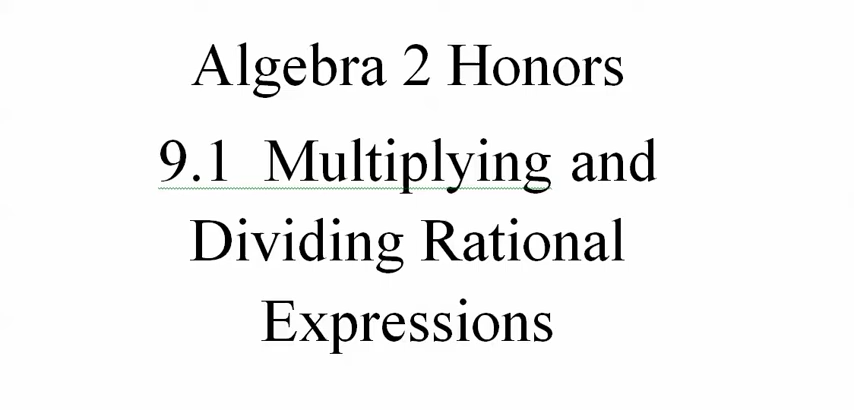 Algebra 2 Honors
9.1  Multiplying and
Dividing Rational
Expressions